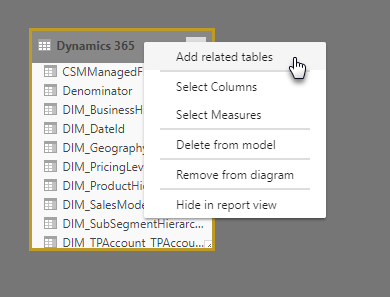 Dynamics 365
CSMManagedF
Denominator
DIM_BusinessH
DIM_DateId
DIM_Geography
DIM_PricingLevel
DIM_ProductHie
DIM_SalesMode
DIM_SubSegmentHierarc...
DIM_TPAccount_TPAccou...
Add related tables
Select Columns
Select Measures
Delete from model
Remove from diagram
Hide in report view